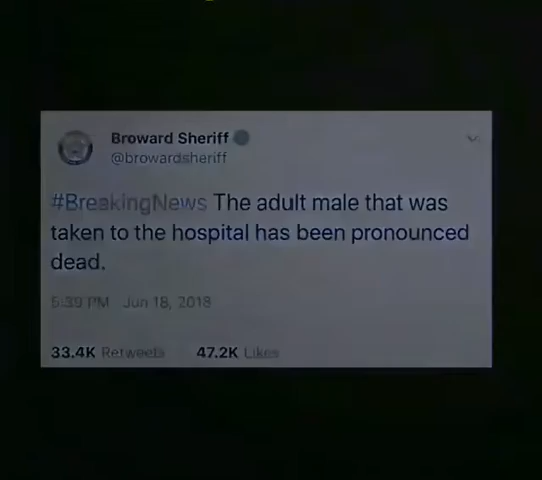 Broward Sheriff
@browardsheriff
#BreakingNews The adult male that was
taken to the hospital has been pronounced
dead.
5:39 PM Jun 18, 2018
33.4K Retweets 47.2K Likes